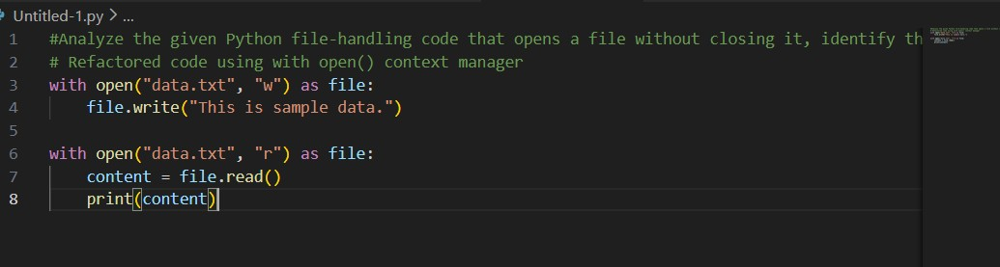 Untitled-1.py > ...
1 #Analyze the given Python file-handling code that opens a file without closing it, identify th
2 # Refactored code using with open() context manager
3 with open("data.txt", "w") as file:
4     file.write("This is sample data.")
5
6 with open("data.txt", "r") as file:
7     content = file.read()
8     print(content)